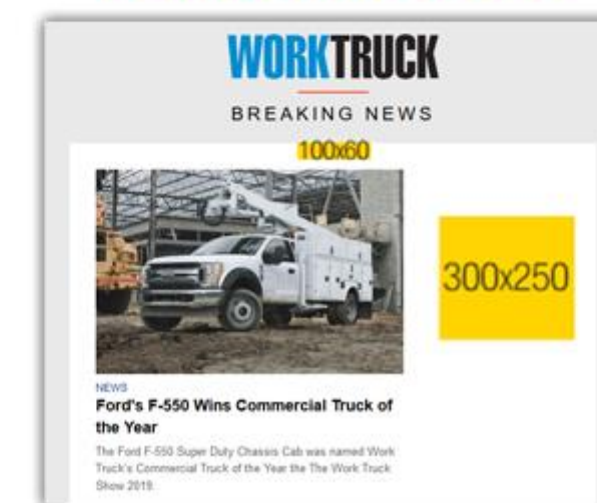 WORKTRUCK
BREAKING NEWS
100x60
300x250
NEWS
Ford's F-550 Wins Commercial Truck of
the Year
The Ford F-550 Super Duty Chassis Cab was named Work
Truck's Commercial Truck of the Year the The Work Truck
Show 2019.